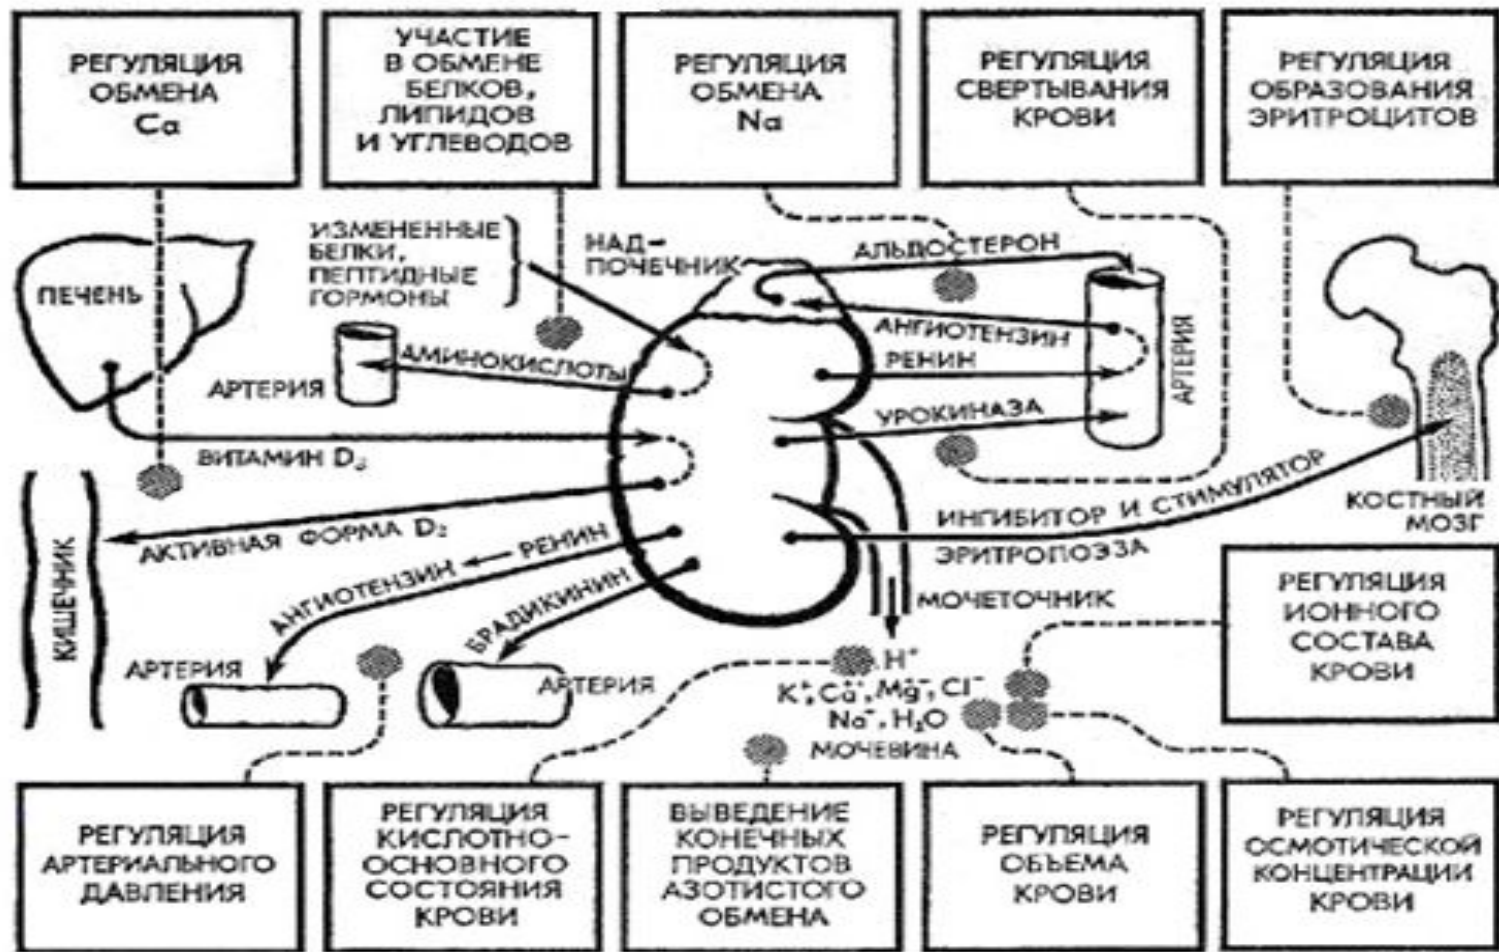 РЕГУЛЯЦИЯ
ОБМЕНА
Ca
УЧАСТИЕ
В ОБМЕНЕ
БЕЛКОВ,
ЛИПИДОВ
И УГЛЕВОДОВ
РЕГУЛЯЦИЯ
ОБМЕНА
Na
РЕГУЛЯЦИЯ
СВЕРТЫВАНИЯ
КРОВИ
РЕГУЛЯЦИЯ
ОБРАЗОВАНИЯ
ЭРИТРОЦИТОВ
ПЕЧЕНЬ
ИЗМЕНЕННЫЕ
БЕЛКИ,
ПЕПТИДНЫЕ
ГОРМОНЫ
НАД-
ПОЧЕЧНИК
АЛЬДОСТЕРОН
АНГИОТЕНЗИН
РЕНИН
АРТЕРИЯ
АМИНОКИСЛОТЫ
АРТЕРИЯ
УРОКИНАЗА
ВИТАМИН D₃
КОСТНЫЙ
МОЗГ
ИНГИБИТОР И СТИМУЛЯТОР
ЭРИТРОПОЭЗА
АКТИВНАЯ ФОРМА D₂
КИШЕЧНИК
АНГИОТЕНЗИН ← РЕНИН
БРАДИКИНИН
АРТЕРИЯ
АРТЕРИЯ
МОЧЕТОЧНИК
H⁺
K⁺, Ca⁺⁺, Mg⁺⁻, Cl⁻
Na⁻, H₂O
МОЧЕВИНА
РЕГУЛЯЦИЯ
ИОННОГО
СОСТАВА
КРОВИ
РЕГУЛЯЦИЯ
АРТЕРИАЛЬНОГО
ДАВЛЕНИЯ
РЕГУЛЯЦИЯ
КИСЛОТНО-
ОСНОВНОГО
СОСТОЯНИЯ
КРОВИ
ВЫВЕДЕНИЕ
КОНЕЧНЫХ
ПРОДУКТОВ
АЗОТИСТОГО
ОБМЕНА
РЕГУЛЯЦИЯ
ОБЪЕМА
КРОВИ
РЕГУЛЯЦИЯ
ОСМОТИЧЕСКОЙ
КОНЦЕНТРАЦИИ
КРОВИ